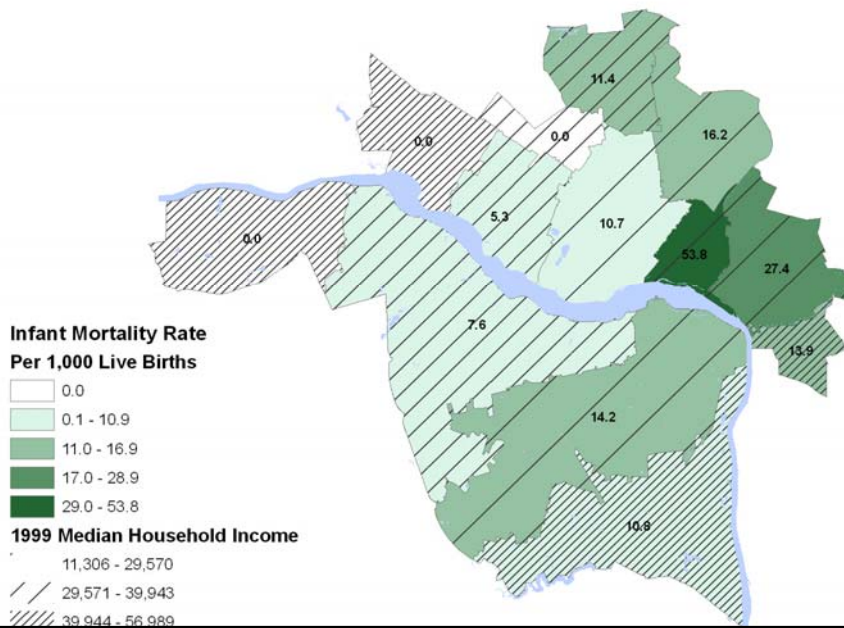 11.4
0.0
0.0
16.2
5.3
10.7
0.0
53.8
27.4
7.6
13.9
14.2
10.8
Infant Mortality Rate
Per 1,000 Live Births
0.0
0.1 - 10.9
11.0 - 16.9
17.0 - 28.9
29.0 - 53.8
1999 Median Household Income
11,306 - 29,570
29,571 - 39,943
39,944 - 56,989